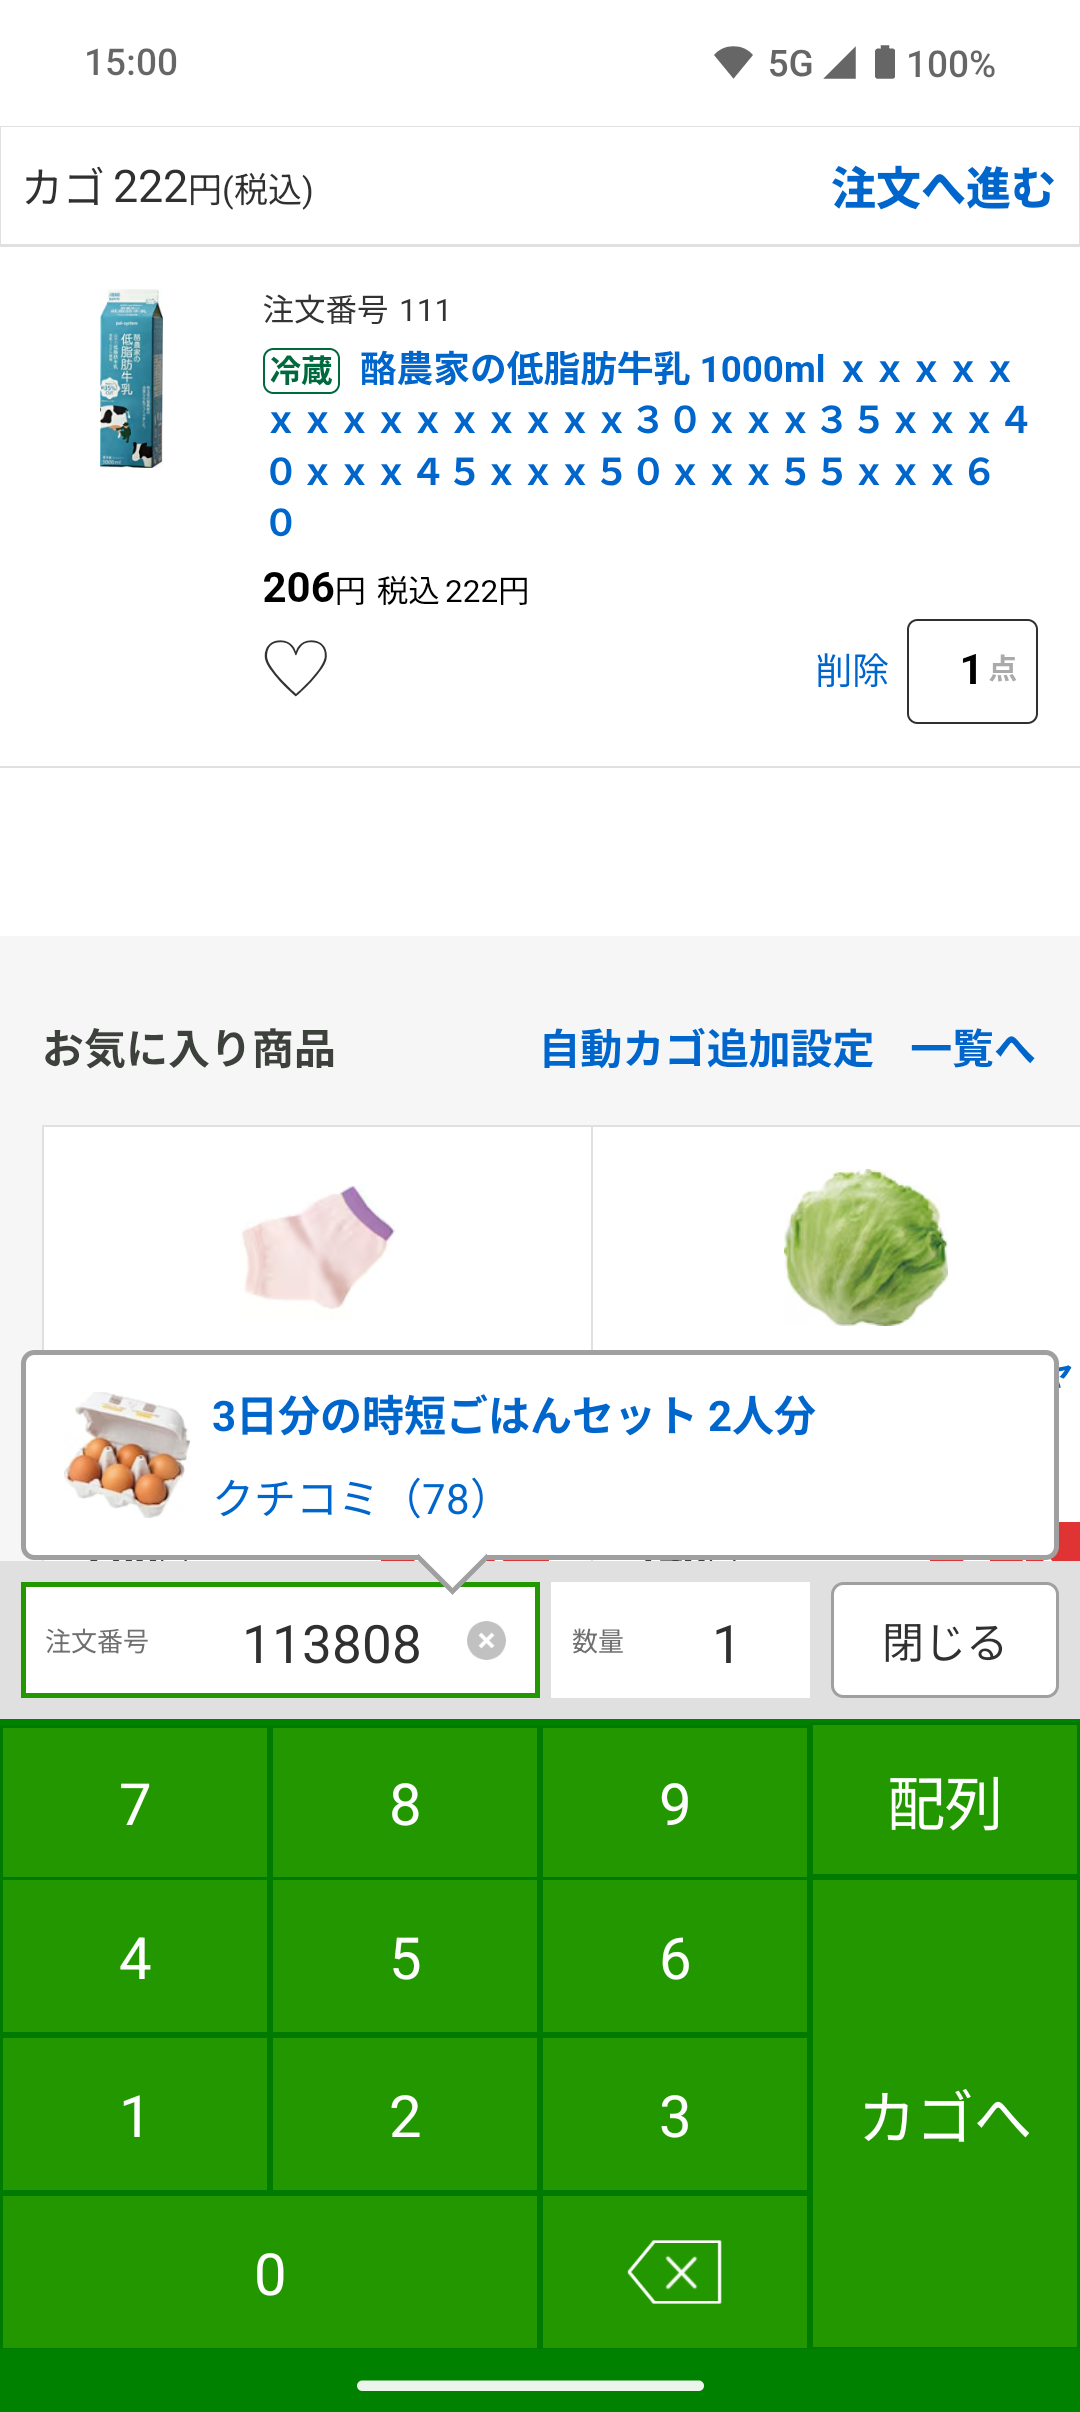 15:00 5G 100%
カゴ 222円(税込) 注文へ進む
注文番号 111
冷蔵 酪農家の低脂肪牛乳 1000ml ｘｘｘｘｘ
ｘｘｘｘｘｘｘｘｘｘ３０ｘｘｘ３５ｘｘｘ４
０ｘｘｘ４５ｘｘｘ５０ｘｘｘ５５ｘｘｘ６
０
206円 税込 222円
削除 1 点
お気に入り商品 自動カゴ追加設定 一覧へ
3日分の時短ごはんセット 2人分
クチコミ（78）
注文番号 113808 数量 1 閉じる
7 8 9 配列
4 5 6
1 2 3 カゴへ
0